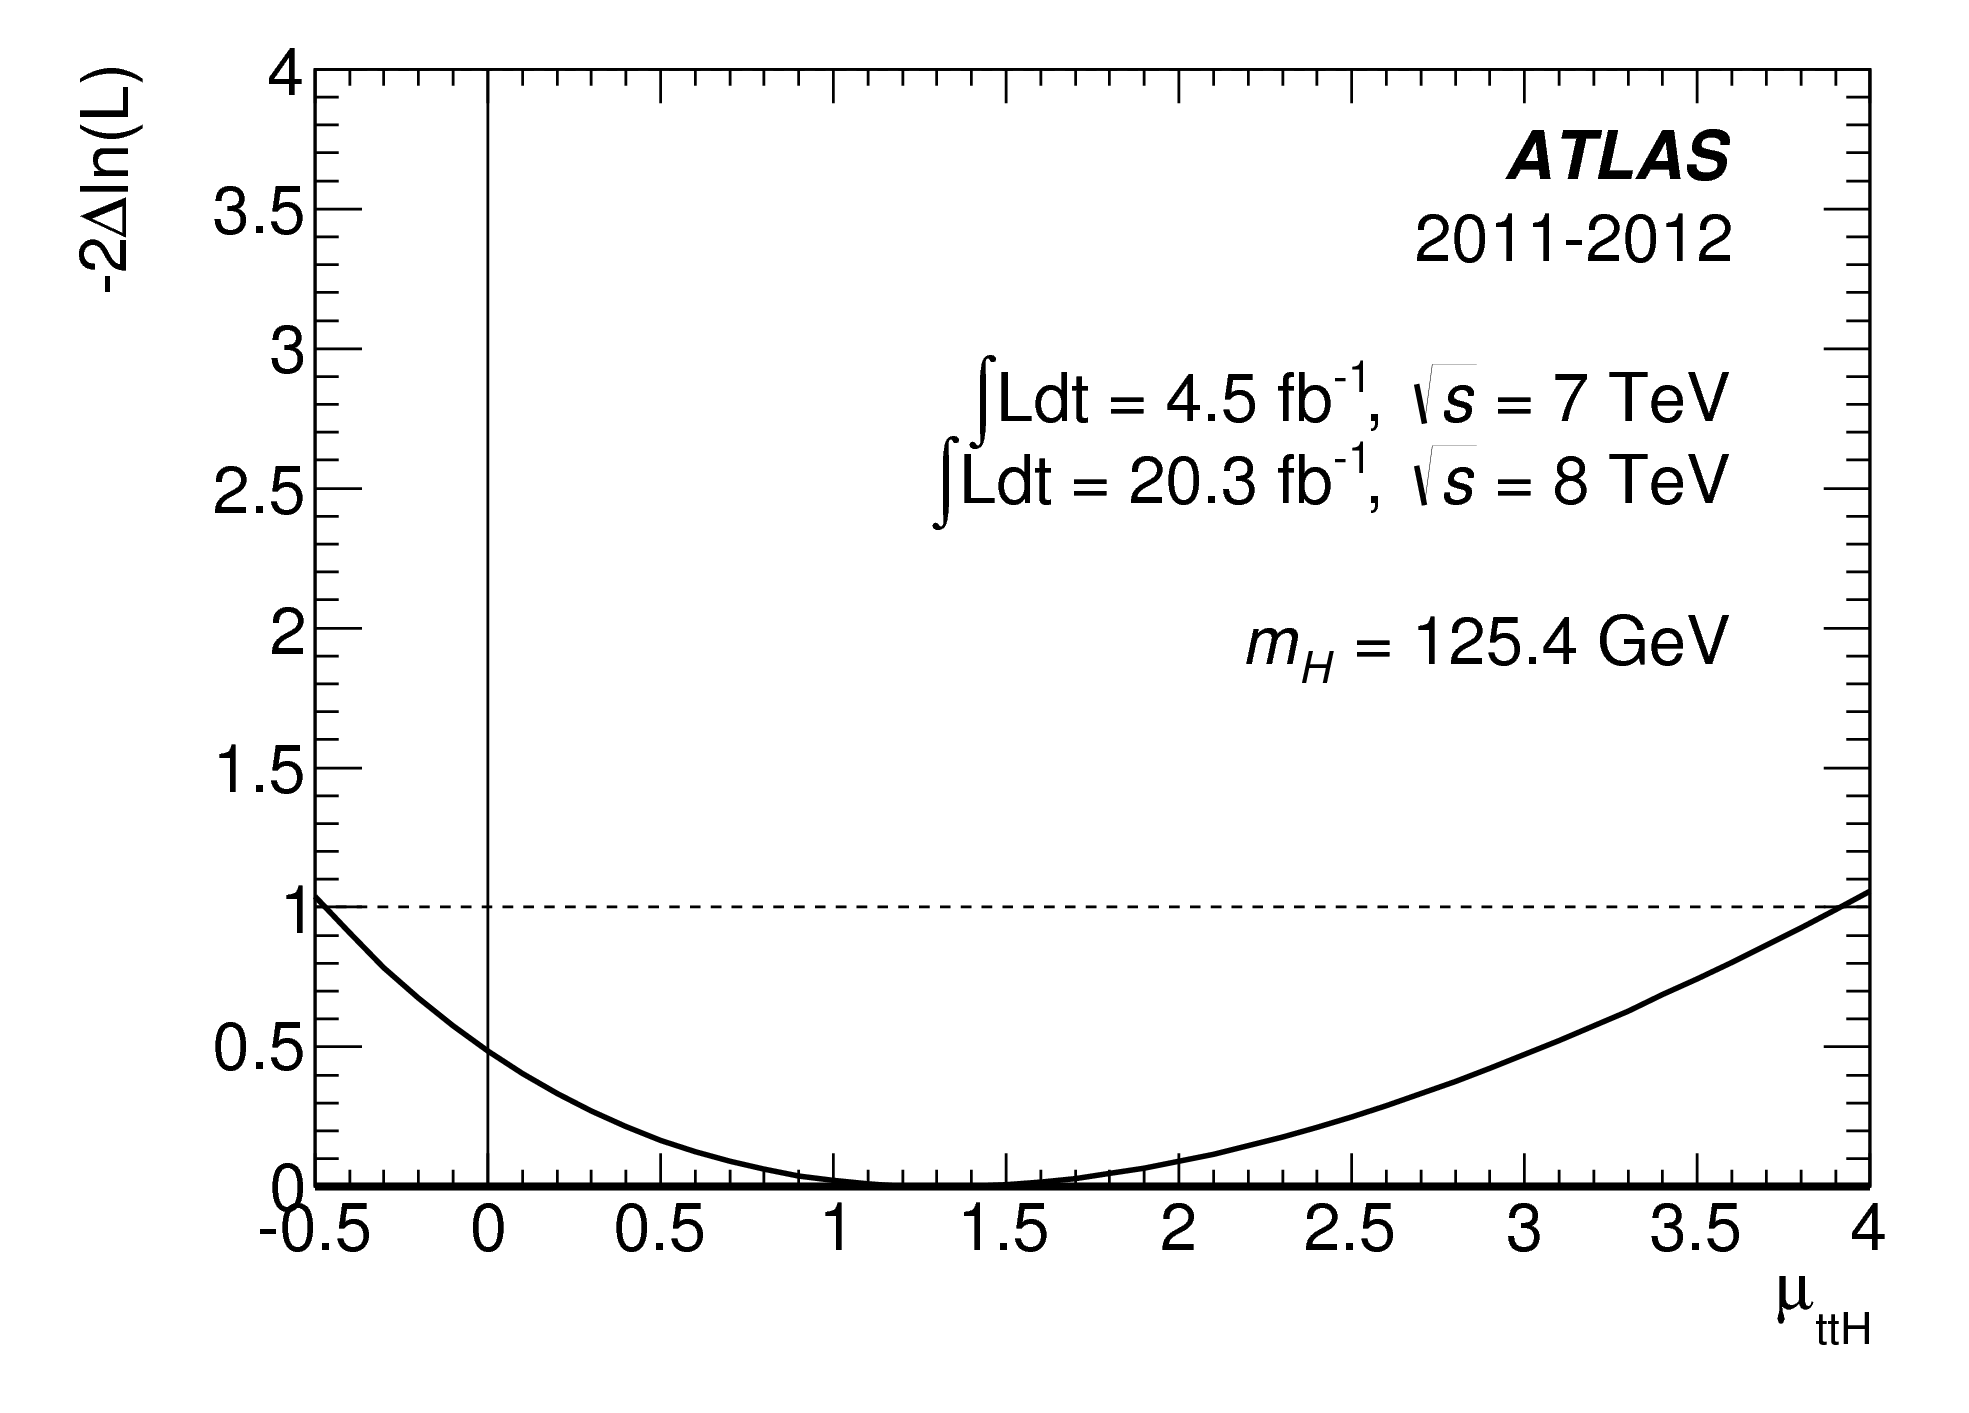 -2Δln(L)
4
3.5
3
2.5
2
1.5
1
0.5
0
ATLAS
2011-2012
∫Ldt = 4.5 fb⁻¹, √s = 7 TeV
∫Ldt = 20.3 fb⁻¹, √s = 8 TeV
m_H = 125.4 GeV
-0.5 0 0.5 1 1.5 2 2.5 3 3.5 4
μ_ttH